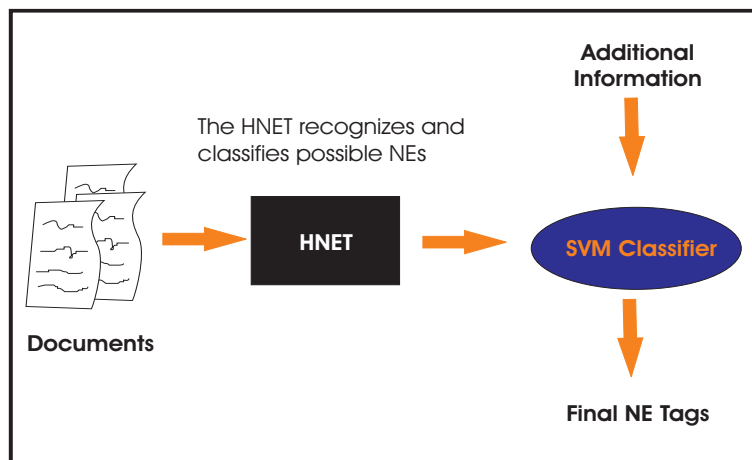 Additional
Information
The HNET recognizes and
classifies possible NEs
HNET
SVM Classifier
Documents
Final NE Tags